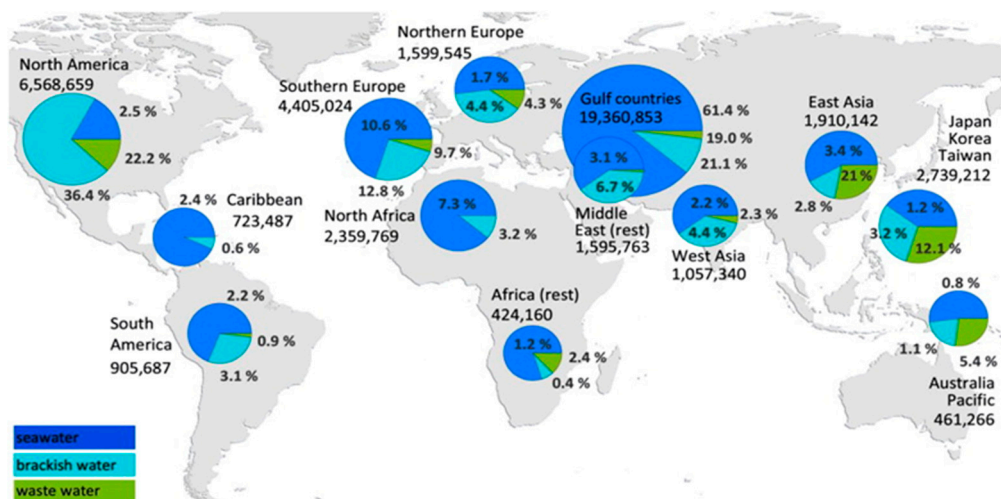 Northern Europe
1,599,545
1.7 %
4.4 %
4.3 %
North America
6,568,659
2.5 %
22.2 %
36.4 %
Southern Europe
4,405,024
10.6 %
9.7 %
12.8 %
Gulf countries
19,360,853
61.4 %
19.0 %
21.1 %
3.1 %
6.7 %
Middle
East (rest)
1,595,763
East Asia
1,910,142
3.4 %
21 %
2.8 %
Japan
Korea
Taiwan
2,739,212
1.2 %
3.2 %
12.1 %
2.4 %
Caribbean
723,487
0.6 %
North Africa
2,359,769
7.3 %
3.2 %
2.2 %
2.3 %
4.4 %
West Asia
1,057,340
2.2 %
South
America
905,687
0.9 %
3.1 %
Africa (rest)
424,160
1.2 %
2.4 %
0.4 %
0.8 %
1.1 %
5.4 %
Australia
Pacific
461,266
seawater
brackish water
waste water